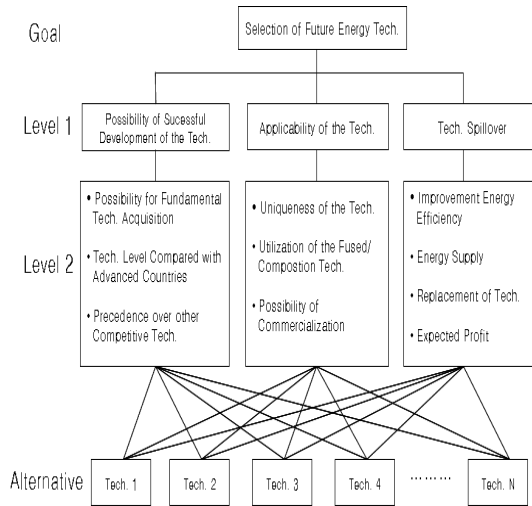 Goal
Selection of Future Energy Tech.
Level 1
Possibility of Sucessful
Development of the Tech.
Applicability of the Tech.
Tech. Spillover
Level 2
• Possibility for Fundamental
Tech. Acquisition
• Tech. Level Compared with
Advanced Countries
• Precedence over other
Competitive Tech.
• Uniqueness of the Tech.
• Utilization of the Fused/
Compostion Tech.
• Possibility of
Commercialization
• Improvement Energy
Efficiency
• Energy Supply
• Replacement of Tech.
• Expected Profit
Alternative
Tech. 1
Tech. 2
Tech. 3
Tech. 4
………
Tech. N